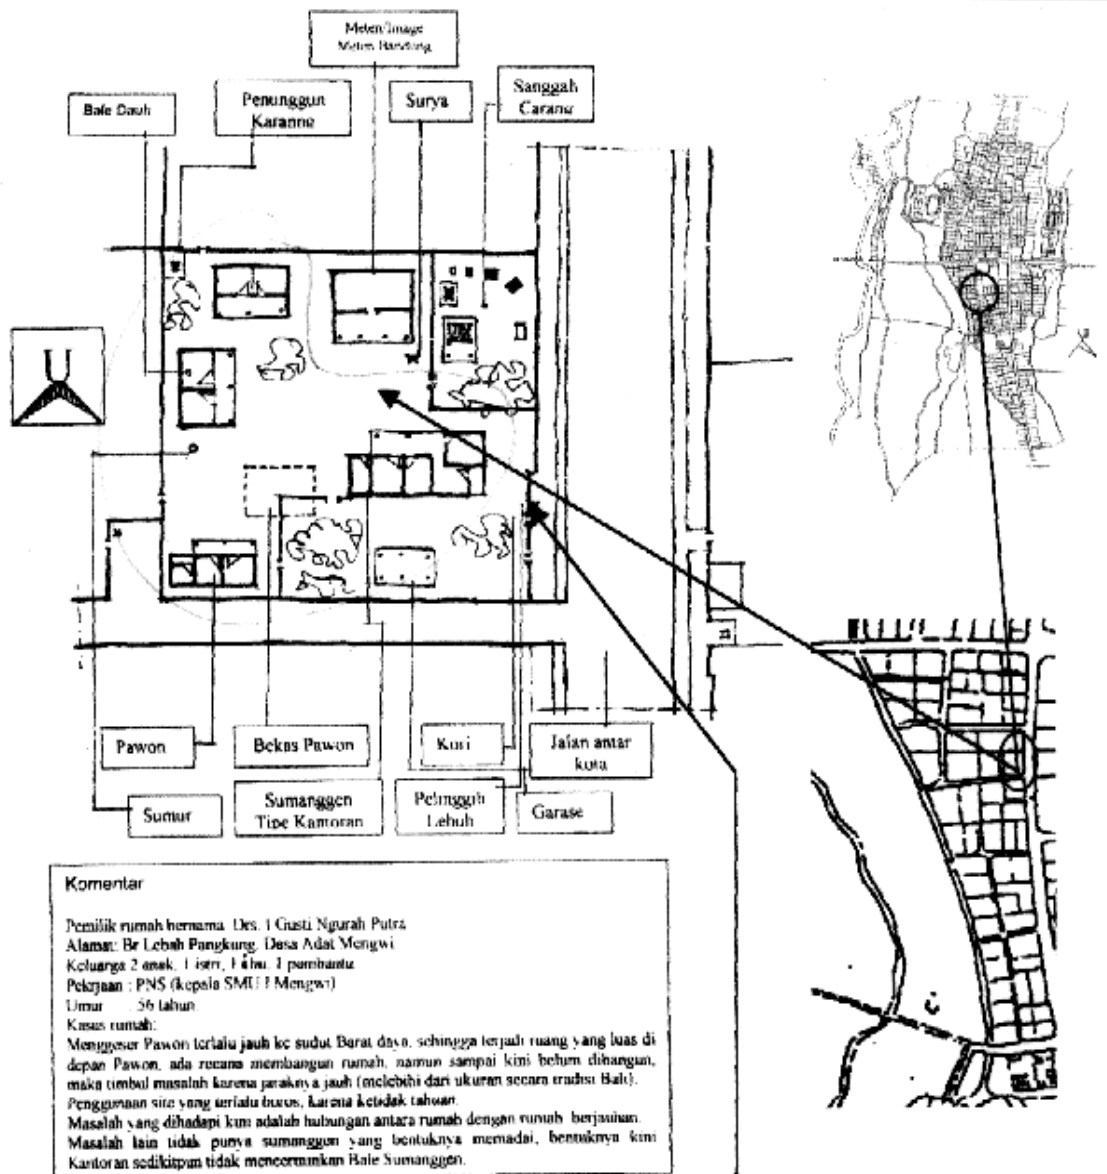 Meten/Image
Meten Bandung
Bale Dauh
Penunggun
Karanng
Surya
Sanggah
Carang
Pawon
Bekas Pawon
Kori
Jalan antar
kota
Sumur
Sumanggen
Tipe Kantoran
Pelinggih
Lebuh
Garase
Komentar
Pemilik rumah bernama: Drs. I Gusti Ngurah Putra
Alamat: Br Lebah Pangkung, Desa Adat Mengwi
Keluarga 2 anak, 1 istri, 1 ibu, 1 pembantu
Pekrjaan : PNS (kepala SMU 1 Mengwi)
Umur : 56 tahun
Kasus rumah:
Menggeser Pawon terlalu jauh ke sudut Barat daya, sehingga terjadi ruang yang luas di
depan Pawon, ada recana membangun rumah, namun sampai kini belum dibangun,
maka timbul masalah karena jaraknya jauh (melebihi dari ukuran secara tradisi Bali).
Penggunaan site yang terlalu boros, karena ketidak tahuan.
Masalah yang dihadapi kini adalah hubungan antara rumah dengan rumah berjauhan.
Masalah lain tidak punya sumanggen yang bentuknya memadai, bentuknya kini
Kantoran sedikitpun tidak mencerminkan Bale Sumanggen.